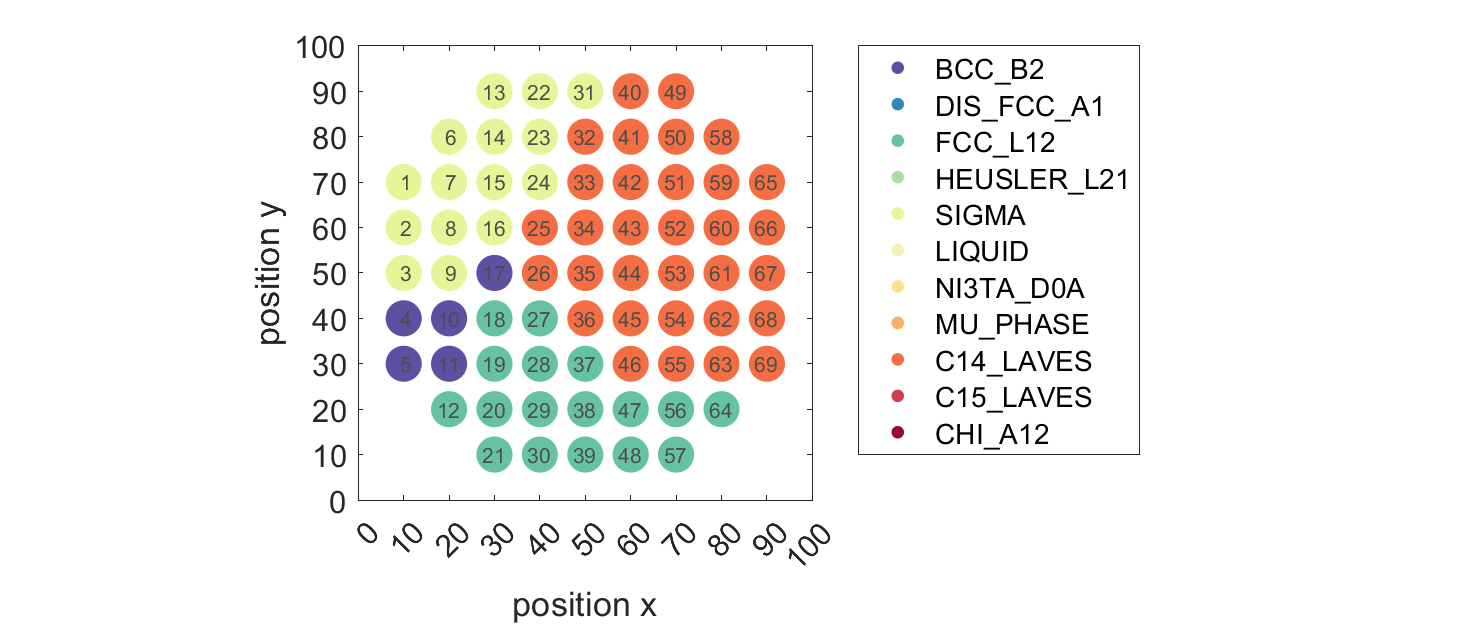 100
90
80
70
60
50
40
30
20
10
0
position y
13 22 31 40 49
6 14 23 32 41 50 58
1 7 15 24 33 42 51 59 65
2 8 16 25 34 43 52 60 66
3 9 17 26 35 44 53 61 67
4 10 18 27 36 45 54 62 68
5 11 19 28 37 46 55 63 69
12 20 29 38 47 56 64
21 30 39 48 57
0 10 20 30 40 50 60 70 80 90 100
position x
BCC_B2
DIS_FCC_A1
FCC_L12
HEUSLER_L21
SIGMA
LIQUID
NI3TA_D0A
MU_PHASE
C14_LAVES
C15_LAVES
CHI_A12